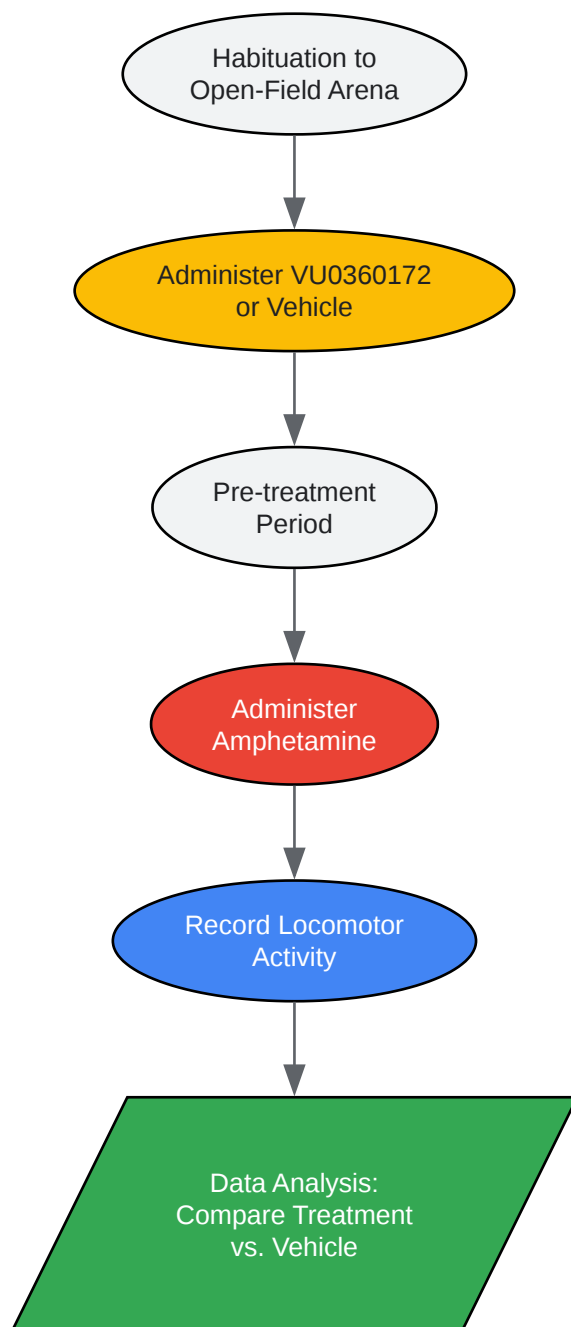 Habituation to
Open-Field Arena
Administer VU0360172
or Vehicle
Pre-treatment
Period
Administer
Amphetamine
Record Locomotor
Activity
Data Analysis:
Compare Treatment
vs. Vehicle